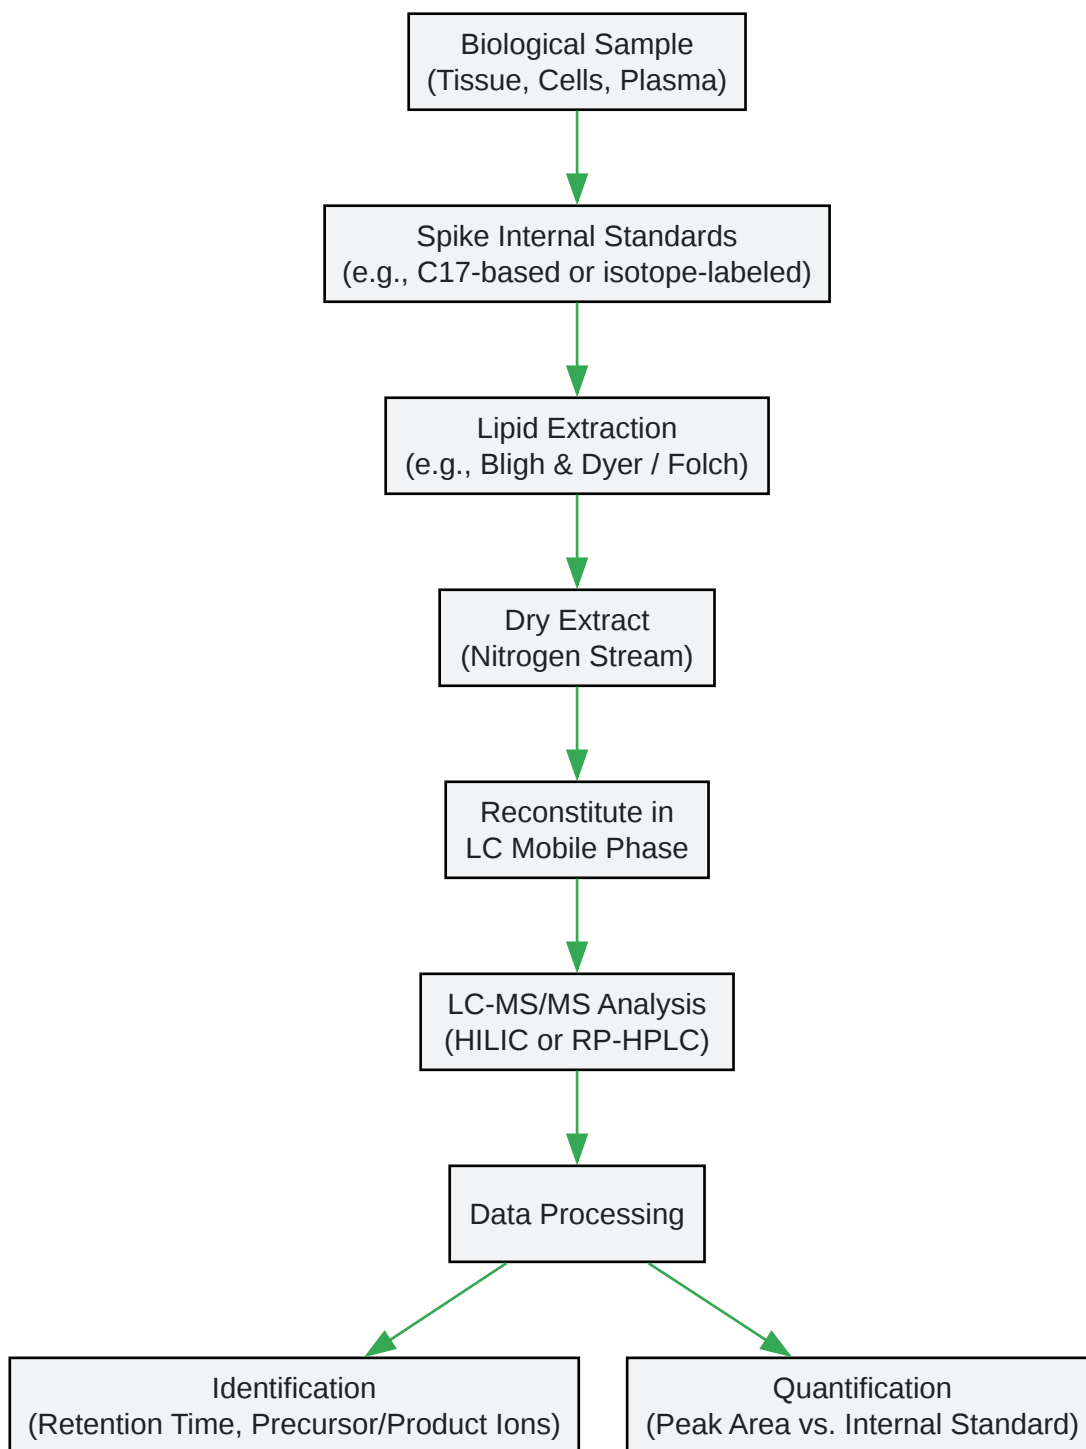 Biological Sample
(Tissue, Cells, Plasma)
Spike Internal Standards
(e.g., C17-based or isotope-labeled)
Lipid Extraction
(e.g., Bligh & Dyer / Folch)
Dry Extract
(Nitrogen Stream)
Reconstitute in
LC Mobile Phase
LC-MS/MS Analysis
(HILIC or RP-HPLC)
Data Processing
Identification
(Retention Time, Precursor/Product Ions)
Quantification
(Peak Area vs. Internal Standard)